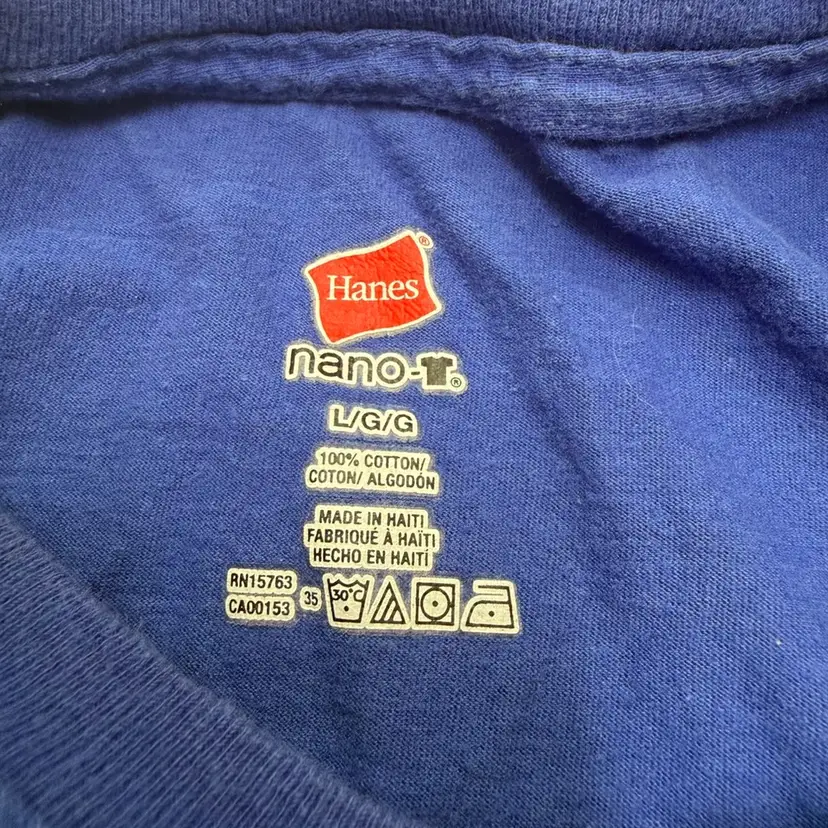 Hanes®
nano-®
L/G/G
100% COTTON/
COTON/ ALGODÓN
MADE IN HAITI
FABRIQUÉ À HAÏTI
HECHO EN HAITÍ
RN15763
CA00153
35
30°C